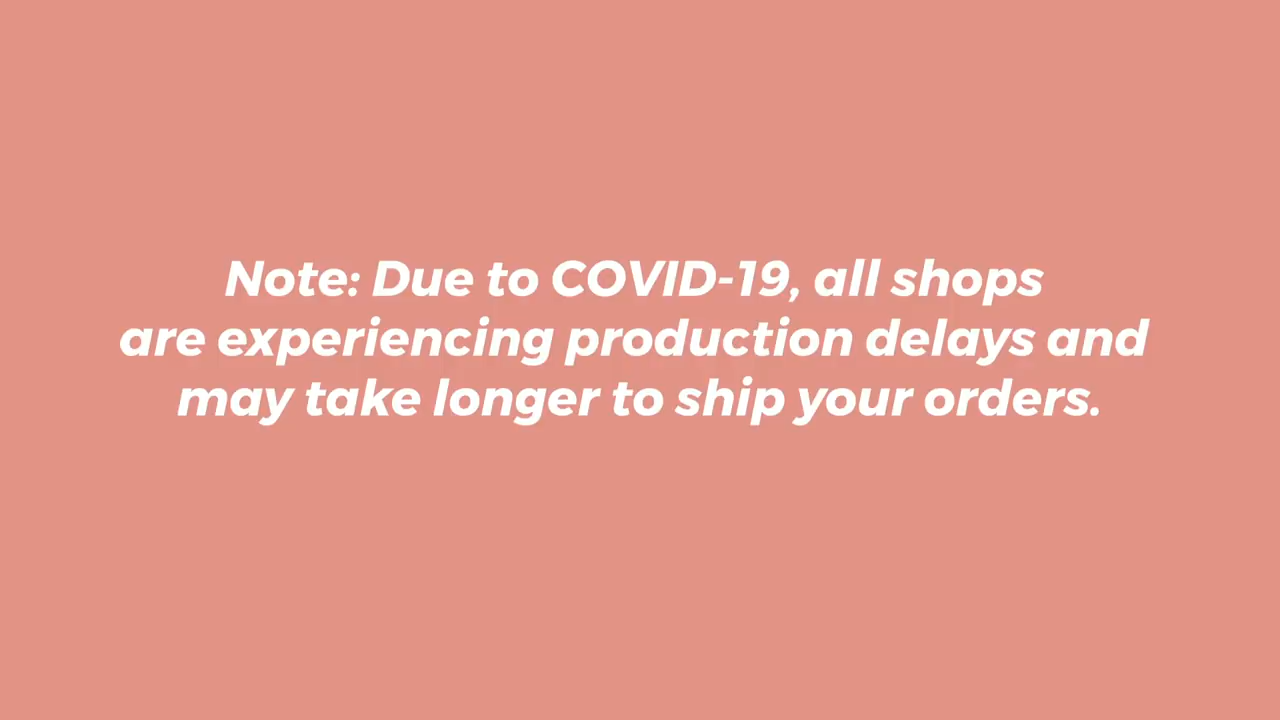 Note: Due to COVID-19, all shops
are experiencing production delays and
may take longer to ship your orders.